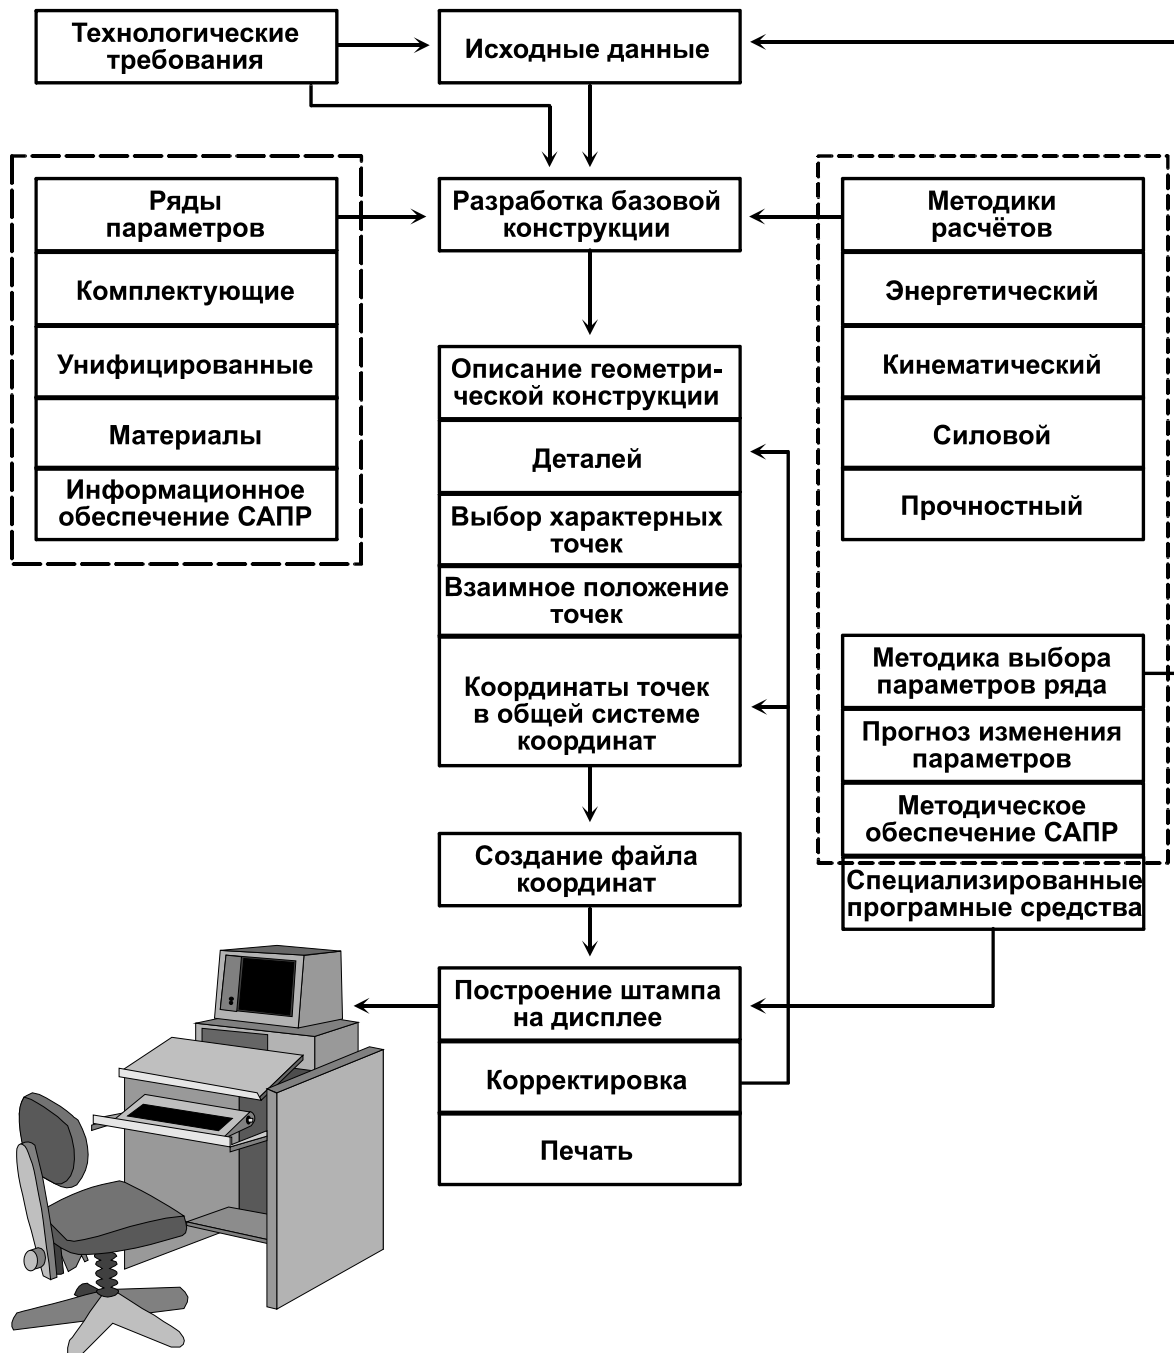 Технологические
требования
Исходные данные
Ряды
параметров
Комплектующие
Унифицированные
Материалы
Информационное
обеспечение САПР
Разработка базовой
конструкции
Описание геометри-
ческой конструкции
Деталей
Выбор характерных
точек
Взаимное положение
точек
Координаты точек
в общей системе
координат
Создание файла
координат
Построение штампа
на дисплее
Корректировка
Печать
Методики
расчётов
Энергетический
Кинематический
Силовой
Прочностный
Методика выбора
параметров ряда
Прогноз изменения
параметров
Методическое
обеспечение САПР
Специализированные
програмные средства